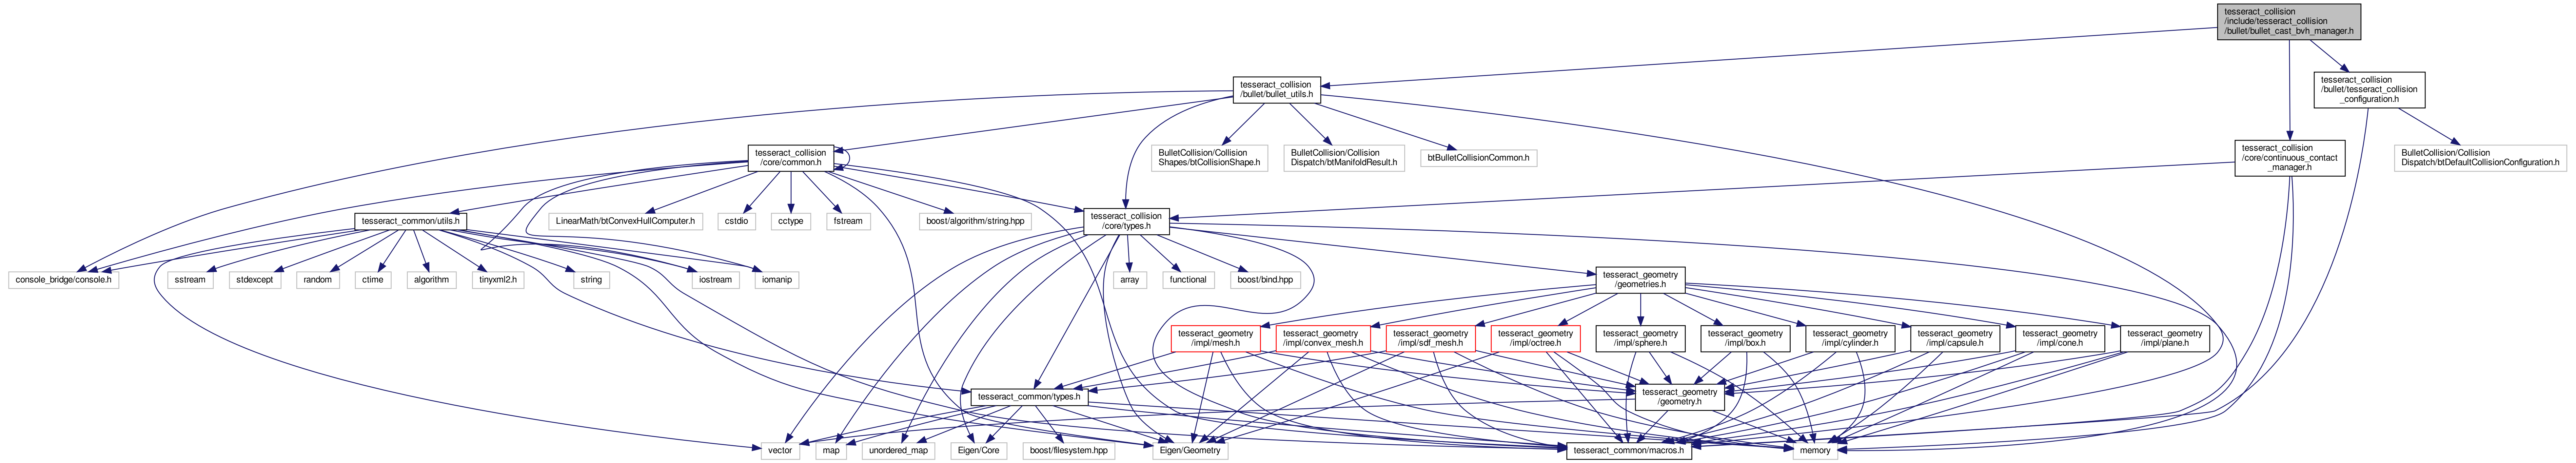 tesseract_collision
/include/tesseract_collision
/bullet/bullet_cast_bvh_manager.h
tesseract_collision
/bullet/bullet_utils.h
tesseract_collision
/bullet/tesseract_collision
_configuration.h
tesseract_collision
/core/common.h
BulletCollision/Collision
Shapes/btCollisionShape.h
BulletCollision/Collision
Dispatch/btManifoldResult.h
btBulletCollisionCommon.h
tesseract_collision
/core/continuous_contact
_manager.h
BulletCollision/Collision
Dispatch/btDefaultCollisionConfiguration.h
tesseract_common/utils.h
LinearMath/btConvexHullComputer.h
cstdio
cctype
fstream
boost/algorithm/string.hpp
tesseract_collision
/core/types.h
console_bridge/console.h
sstream
stdexcept
random
ctime
algorithm
tinyxml2.h
string
iostream
iomanip
array
functional
boost/bind.hpp
tesseract_geometry
/geometries.h
tesseract_geometry
/impl/mesh.h
tesseract_geometry
/impl/convex_mesh.h
tesseract_geometry
/impl/sdf_mesh.h
tesseract_geometry
/impl/octree.h
tesseract_geometry
/impl/sphere.h
tesseract_geometry
/impl/box.h
tesseract_geometry
/impl/cylinder.h
tesseract_geometry
/impl/capsule.h
tesseract_geometry
/impl/cone.h
tesseract_geometry
/impl/plane.h
tesseract_common/types.h
tesseract_geometry
/geometry.h
vector
map
unordered_map
Eigen/Core
boost/filesystem.hpp
Eigen/Geometry
tesseract_common/macros.h
memory